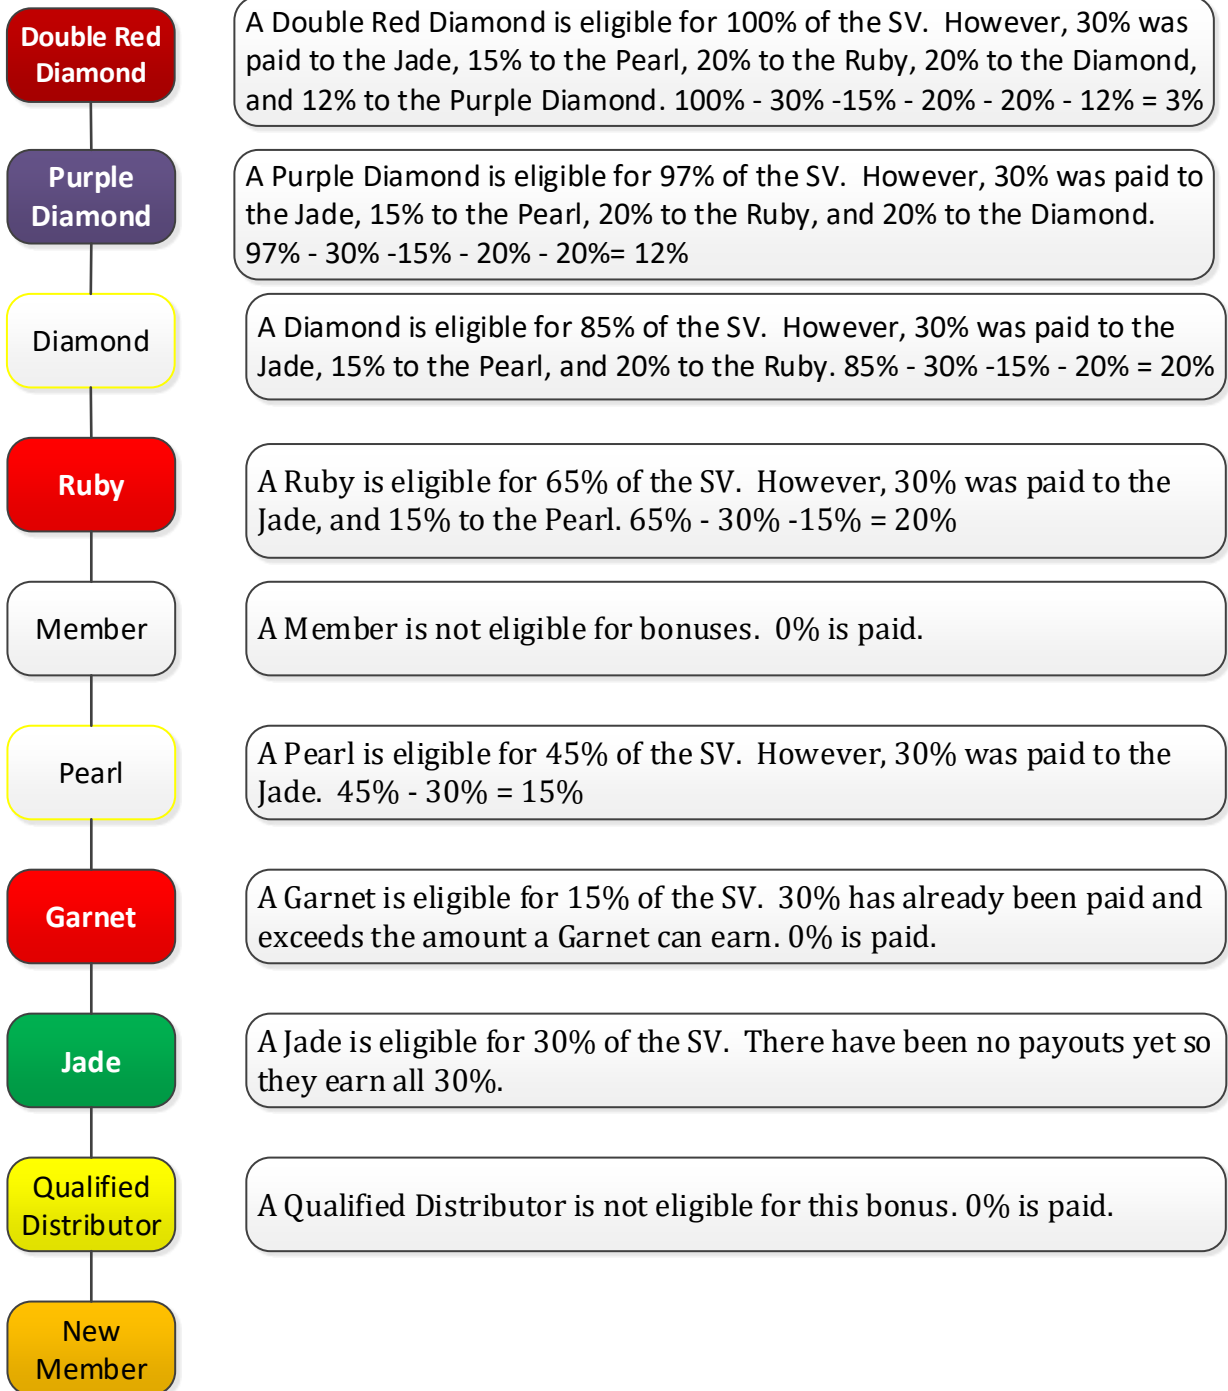 Double Red
Diamond
A Double Red Diamond is eligible for 100% of the SV.  However, 30% was
paid to the Jade, 15% to the Pearl, 20% to the Ruby, 20% to the Diamond,
and 12% to the Purple Diamond. 100% - 30% -15% - 20% - 20% - 12% = 3%
Purple
Diamond
A Purple Diamond is eligible for 97% of the SV.  However, 30% was paid to
the Jade, 15% to the Pearl, 20% to the Ruby, and 20% to the Diamond.
97% - 30% -15% - 20% - 20%= 12%
Diamond
A Diamond is eligible for 85% of the SV.  However, 30% was paid to the
Jade, 15% to the Pearl, and 20% to the Ruby. 85% - 30% -15% - 20% = 20%
Ruby
A Ruby is eligible for 65% of the SV.  However, 30% was paid to the
Jade, and 15% to the Pearl. 65% - 30% -15% = 20%
Member
A Member is not eligible for bonuses.  0% is paid.
Pearl
A Pearl is eligible for 45% of the SV.  However, 30% was paid to the
Jade.  45% - 30% = 15%
Garnet
A Garnet is eligible for 15% of the SV.  30% has already been paid and
exceeds the amount a Garnet can earn. 0% is paid.
Jade
A Jade is eligible for 30% of the SV.  There have been no payouts yet so
they earn all 30%.
Qualified
Distributor
A Qualified Distributor is not eligible for this bonus. 0% is paid.
New
Member